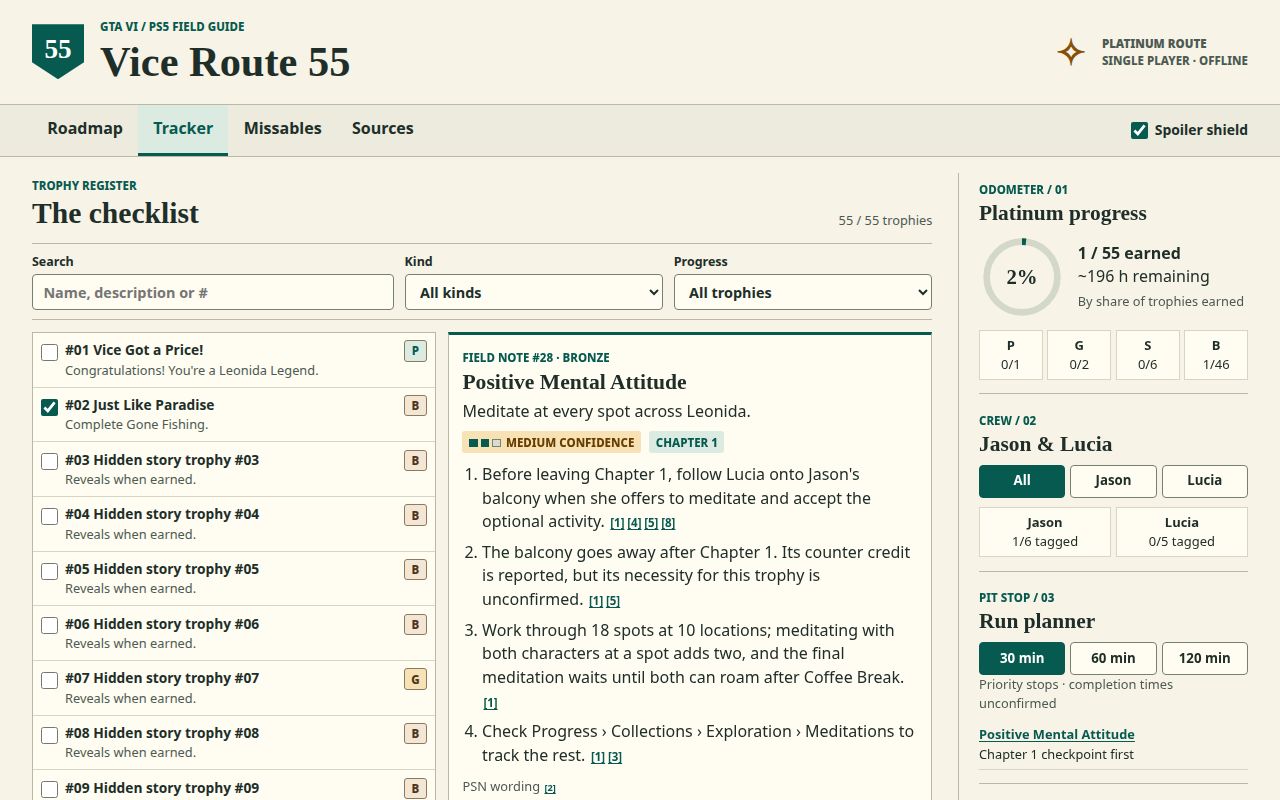 55
GTA VI / PS5 FIELD GUIDE
Vice Route 55
PLATINUM ROUTE
SINGLE PLAYER · OFFLINE
Roadmap
Tracker
Missables
Sources
Spoiler shield
TROPHY REGISTER
The checklist
55 / 55 trophies
Search
Name, description or #
Kind
All kinds
Progress
All trophies
#01 Vice Got a Price!
Congratulations! You're a Leonida Legend.
P
#02 Just Like Paradise
Complete Gone Fishing.
B
#03 Hidden story trophy #03
Reveals when earned.
B
#04 Hidden story trophy #04
Reveals when earned.
B
#05 Hidden story trophy #05
Reveals when earned.
B
#06 Hidden story trophy #06
Reveals when earned.
B
#07 Hidden story trophy #07
Reveals when earned.
G
#08 Hidden story trophy #08
Reveals when earned.
B
#09 Hidden story trophy #09
B
FIELD NOTE #28 · BRONZE
Positive Mental Attitude
Meditate at every spot across Leonida.
MEDIUM CONFIDENCE
CHAPTER 1
1. Before leaving Chapter 1, follow Lucia onto Jason's
balcony when she offers to meditate and accept the
optional activity. [1] [4] [5] [8]
2. The balcony goes away after Chapter 1. Its counter credit
is reported, but its necessity for this trophy is
unconfirmed. [1] [5]
3. Work through 18 spots at 10 locations; meditating with
both characters at a spot adds two, and the final
meditation waits until both can roam after Coffee Break.
[1]
4. Check Progress › Collections › Exploration › Meditations to
track the rest. [1] [3]
PSN wording [2]
ODOMETER / 01
Platinum progress
2%
1 / 55 earned
~196 h remaining
By share of trophies earned
P
0/1
G
0/2
S
0/6
B
1/46
CREW / 02
Jason & Lucia
All
Jason
Lucia
Jason
1/6 tagged
Lucia
0/5 tagged
PIT STOP / 03
Run planner
30 min
60 min
120 min
Priority stops · completion times
unconfirmed
Positive Mental Attitude
Chapter 1 checkpoint first